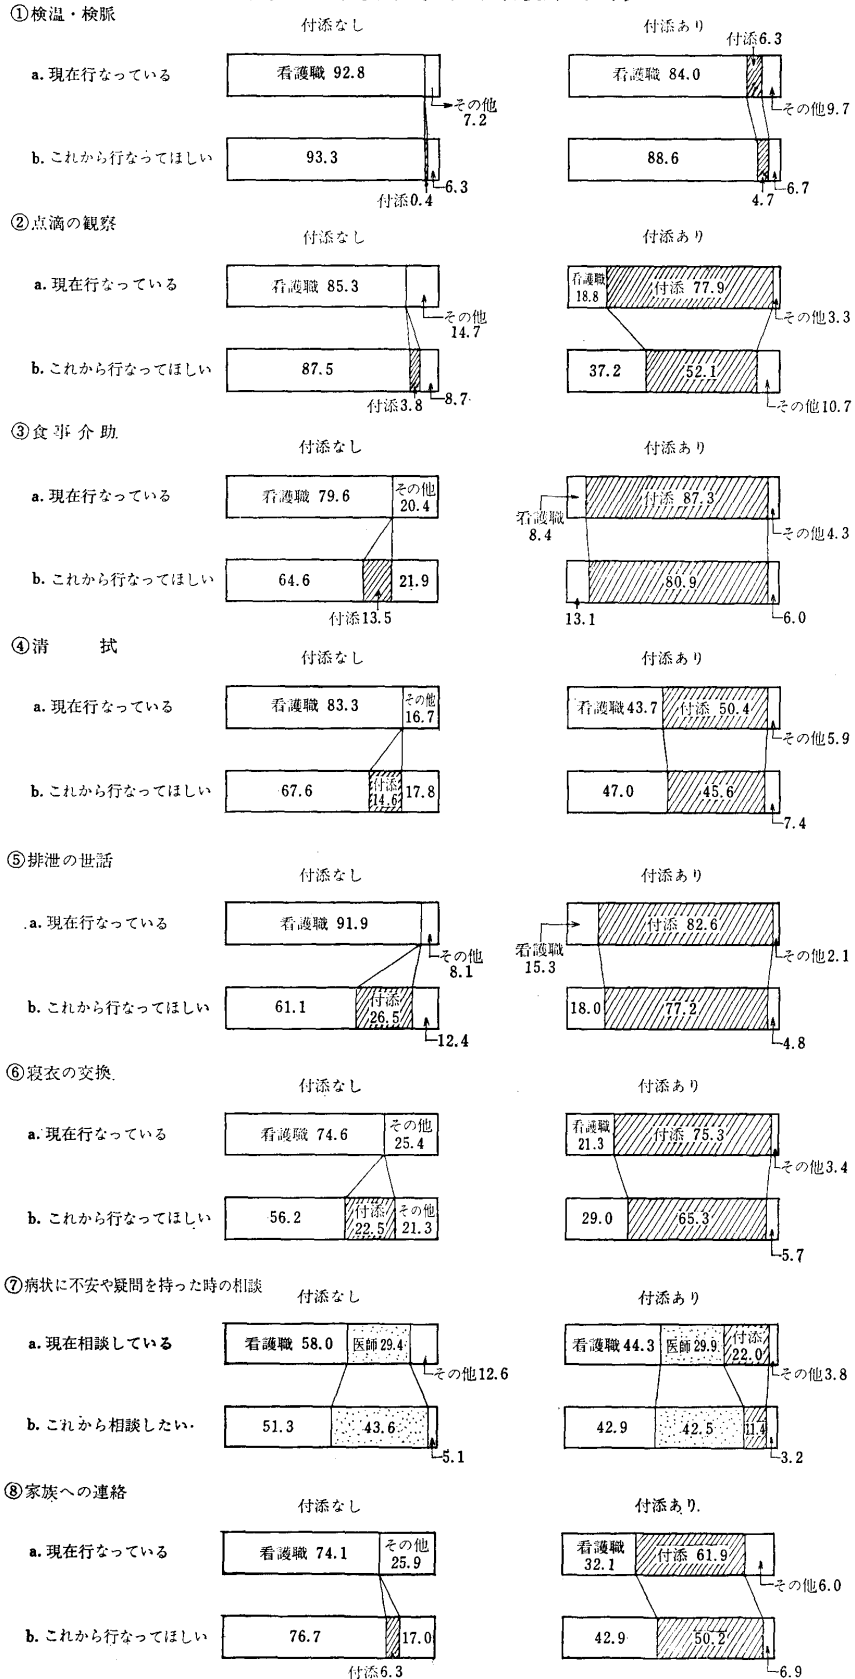 ①検温・検脈
付添なし
付添あり
a. 現在行なっている
看護職 92.8
その他
7.2
看護職 84.0
付添6.3
その他9.7
b. これから行なってほしい
93.3
付添0.4
6.3
88.6
4.7
6.7
②点滴の観察
付添なし
付添あり
a. 現在行なっている
看護職 85.3
その他
14.7
看護職
18.8
付添 77.9
その他3.3
b. これから行なってほしい
87.5
付添3.8
8.7
37.2
52.1
その他10.7
③食事介助
付添なし
付添あり
a. 現在行なっている
看護職 79.6
その他
20.4
看護職
8.4
付添 87.3
その他4.3
b. これから行なってほしい
64.6
付添13.5
21.9
13.1
80.9
6.0
④清 拭
付添なし
付添あり
a. 現在行なっている
看護職 83.3
その他
16.7
看護職43.7
付添 50.4
その他5.9
b. これから行なってほしい
67.6
付添
14.6
17.8
47.0
45.6
7.4
⑤排泄の世話
付添なし
付添あり
a. 現在行なっている
看護職 91.9
その他
8.1
看護職
15.3
付添 82.6
その他2.1
b. これから行なってほしい
61.1
付添
26.5
12.4
18.0
77.2
4.8
⑥寝衣の交換
付添なし
付添あり
a. 現在行なっている
看護職 74.6
その他
25.4
看護職
21.3
付添 75.3
その他3.4
b. これから行なってほしい
56.2
付添
22.5
その他
21.3
29.0
65.3
5.7
⑦病状に不安や疑問を持った時の相談
付添なし
付添あり
a. 現在相談している
看護職 58.0
医師29.4
その他12.6
看護職44.3
医師29.9
付添
22.0
その他3.8
b. これから相談したい
51.3
43.6
5.1
42.9
42.5
11.4
3.2
⑧家族への連絡
付添なし
付添あり
a. 現在行なっている
看護職 74.1
その他
25.9
看護職
32.1
付添 61.9
その他6.0
b. これから行なってほしい
76.7
付添6.3
17.0
42.9
50.2
6.9